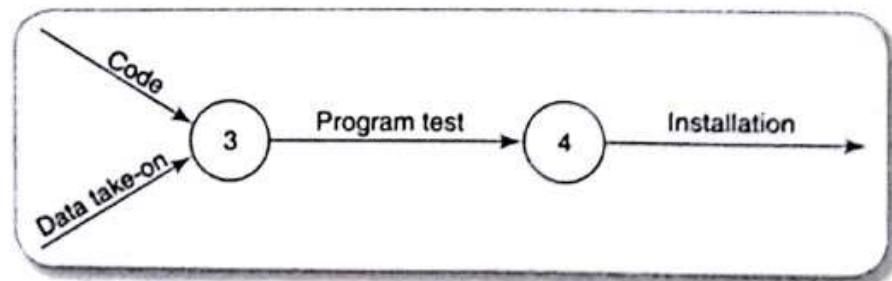 Code
3
Program test
4
Installation
Data take-on